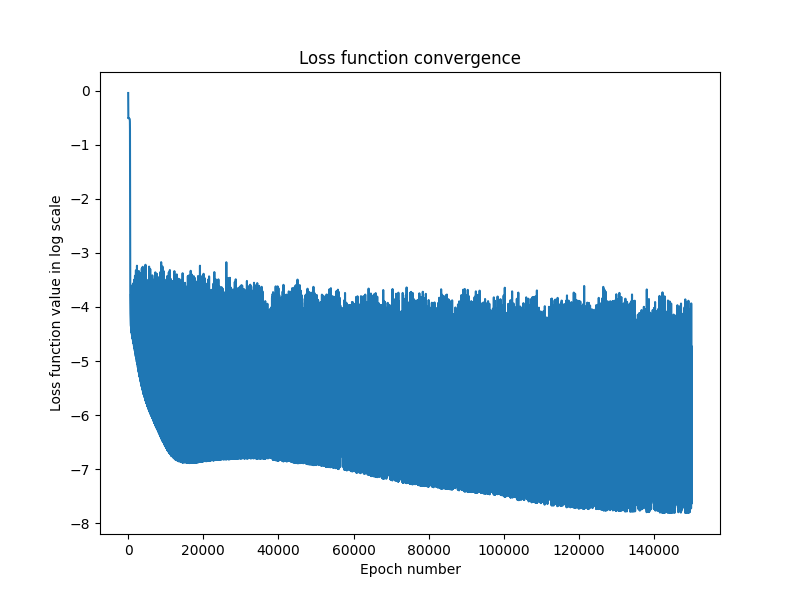 Loss function convergence
Loss function value in log scale
0
−1
−2
−3
−4
−5
−6
−7
−8
0 20000 40000 60000 80000 100000 120000 140000
Epoch number